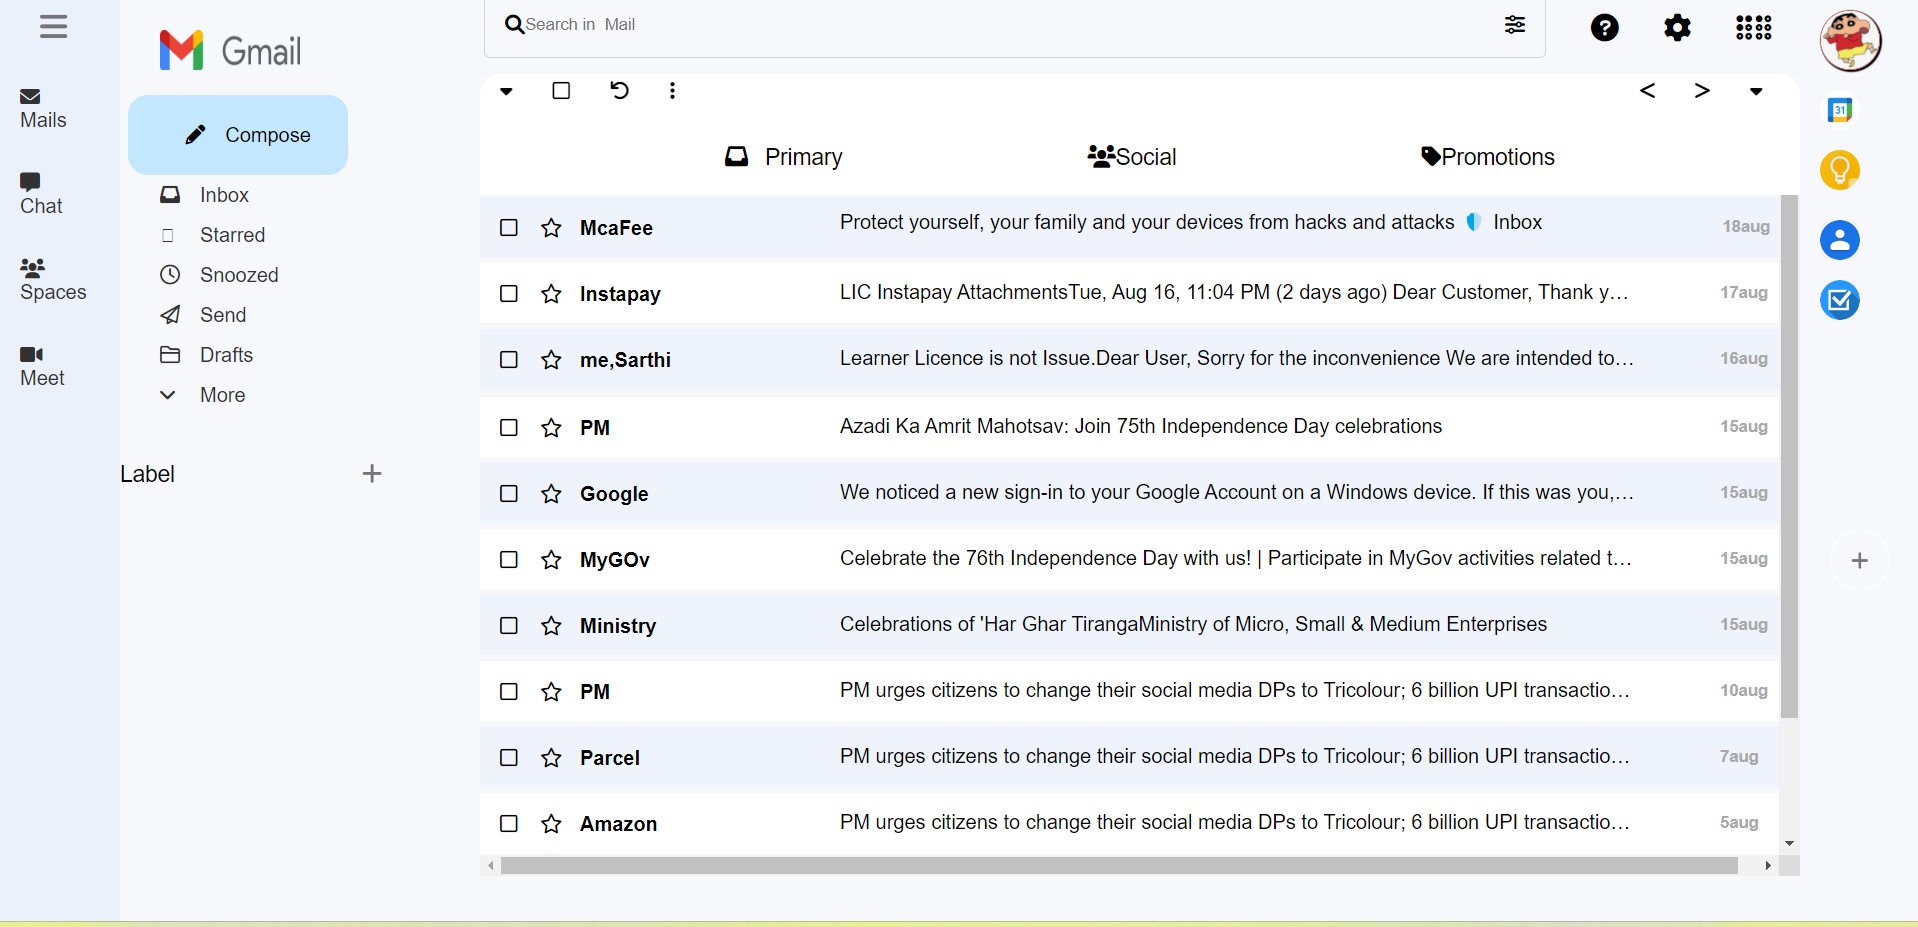 Search in  Mail
Gmail
Mails
Compose
Chat
Inbox
Starred
Spaces
Snoozed
Send
Meet
Drafts
More
Label
Primary
Social
Promotions
McaFee Protect yourself, your family and your devices from hacks and attacks Inbox 18aug
Instapay LIC Instapay AttachmentsTue, Aug 16, 11:04 PM (2 days ago) Dear Customer, Thank y... 17aug
me,Sarthi Learner Licence is not Issue.Dear User, Sorry for the inconvenience We are intended to... 16aug
PM Azadi Ka Amrit Mahotsav: Join 75th Independence Day celebrations 15aug
Google We noticed a new sign-in to your Google Account on a Windows device. If this was you,... 15aug
MyGOv Celebrate the 76th Independence Day with us! | Participate in MyGov activities related t... 15aug
Ministry Celebrations of 'Har Ghar TirangaMinistry of Micro, Small & Medium Enterprises 15aug
PM PM urges citizens to change their social media DPs to Tricolour; 6 billion UPI transactio... 10aug
Parcel PM urges citizens to change their social media DPs to Tricolour; 6 billion UPI transactio... 7aug
Amazon PM urges citizens to change their social media DPs to Tricolour; 6 billion UPI transactio... 5aug
31